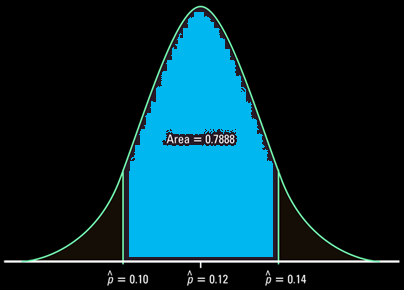 Area = 0.7888
p̂ = 0.10 p̂ = 0.12 p̂ = 0.14